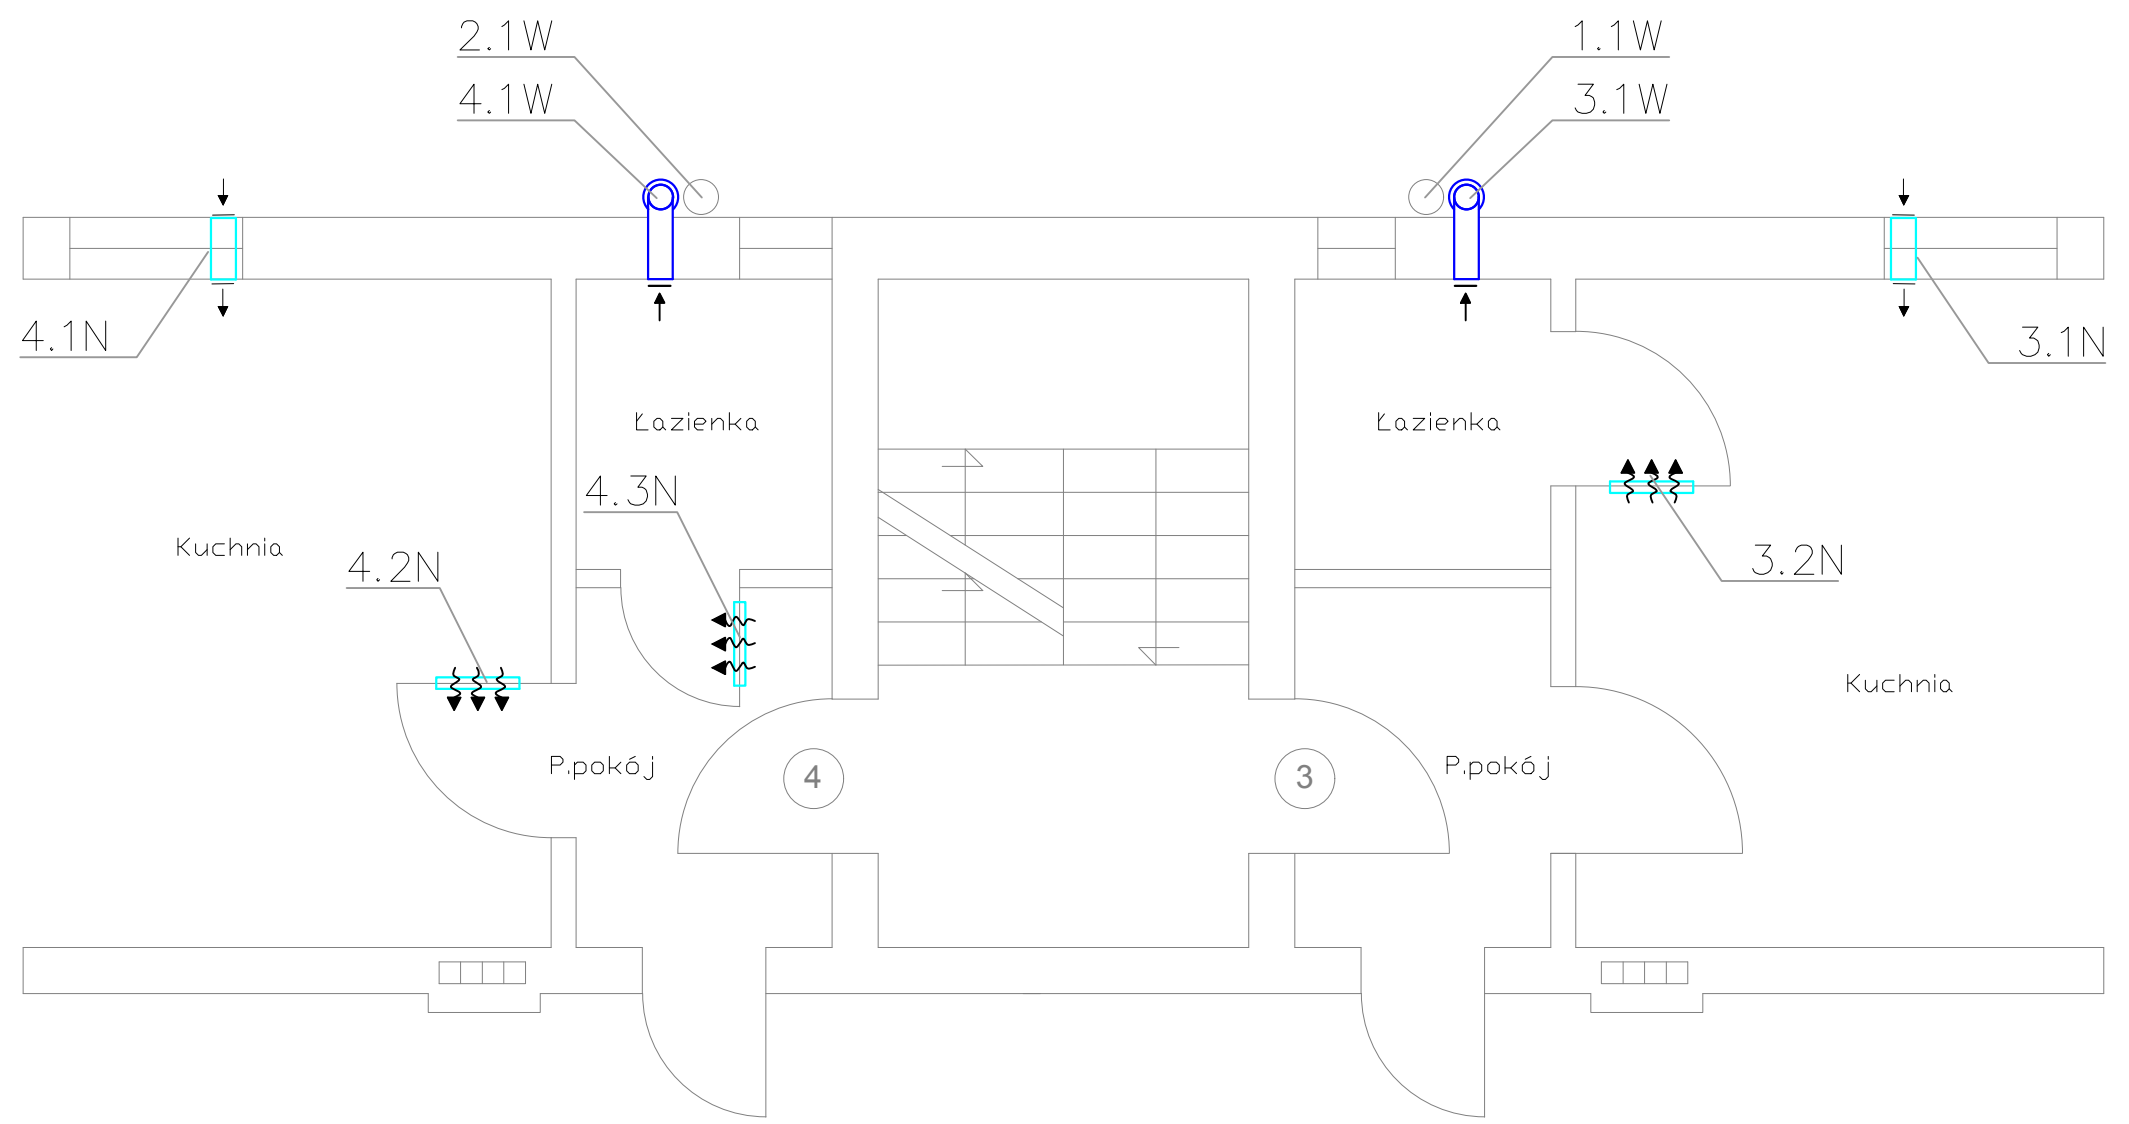 2.1W
1.1W
4.1W
3.1W
4.1N
3.1N
Łazienka
Łazienka
4.3N
Kuchnia
4.2N
3.2N
Kuchnia
P.pokój
P.pokój
4
3